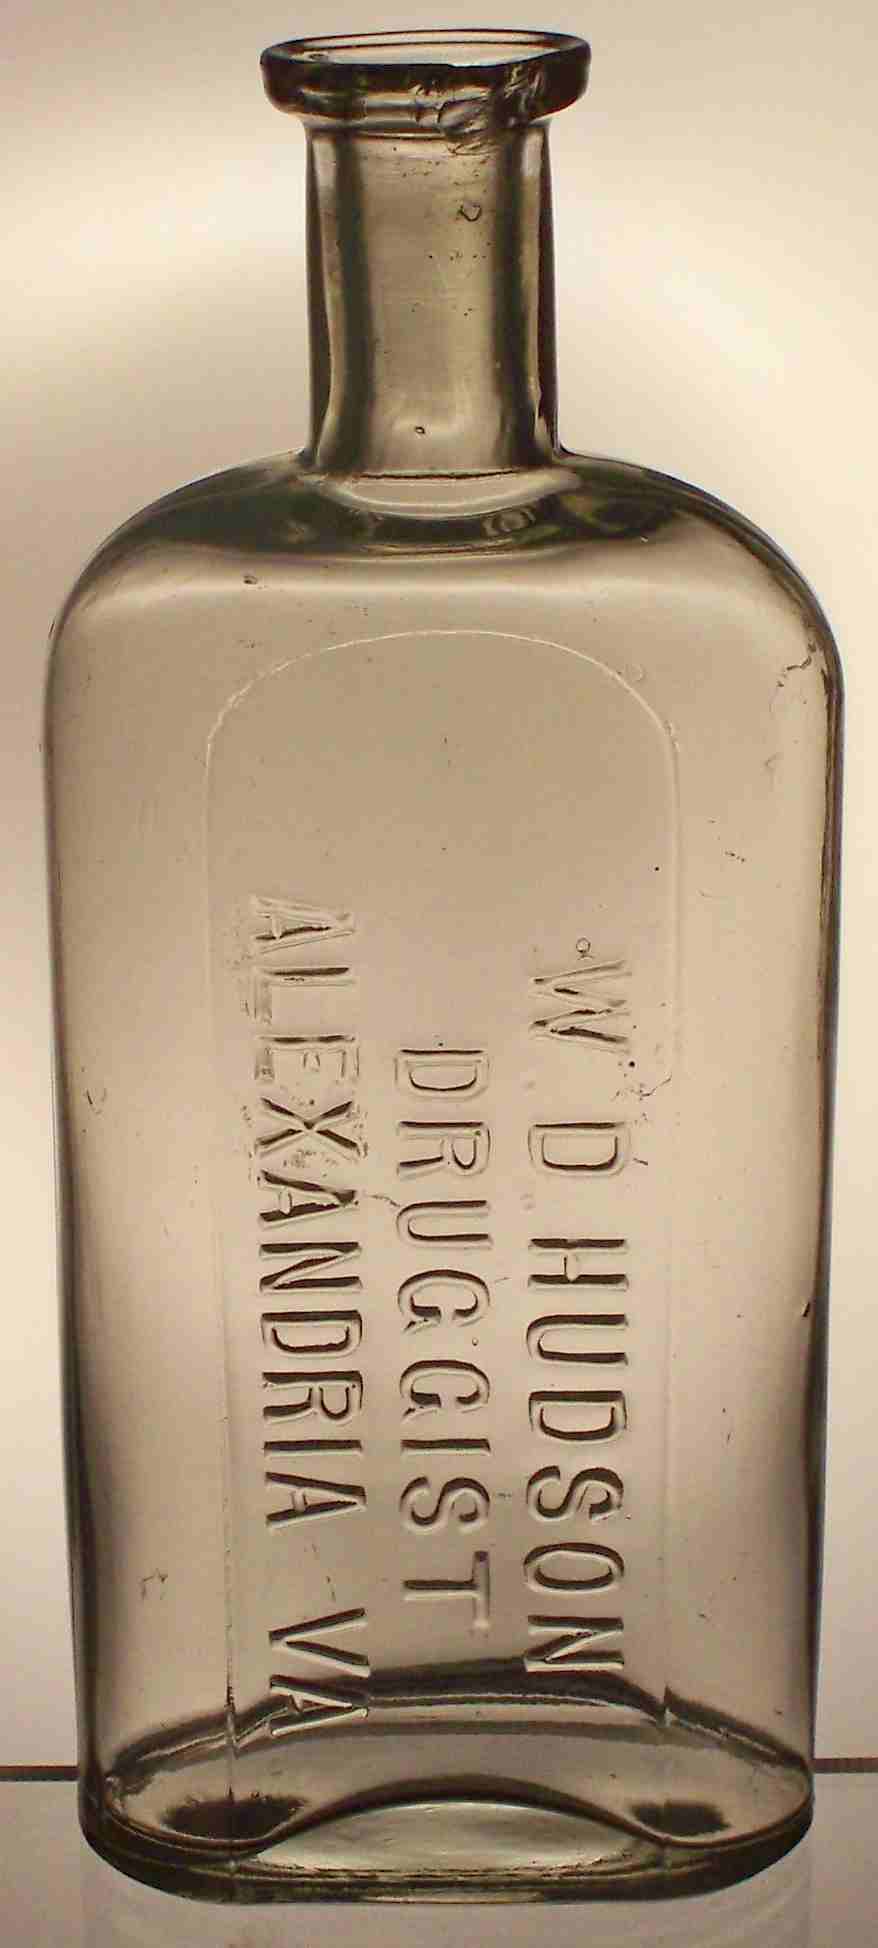 W. D. HUDSON
DRUGGIST
ALEXANDRIA VA